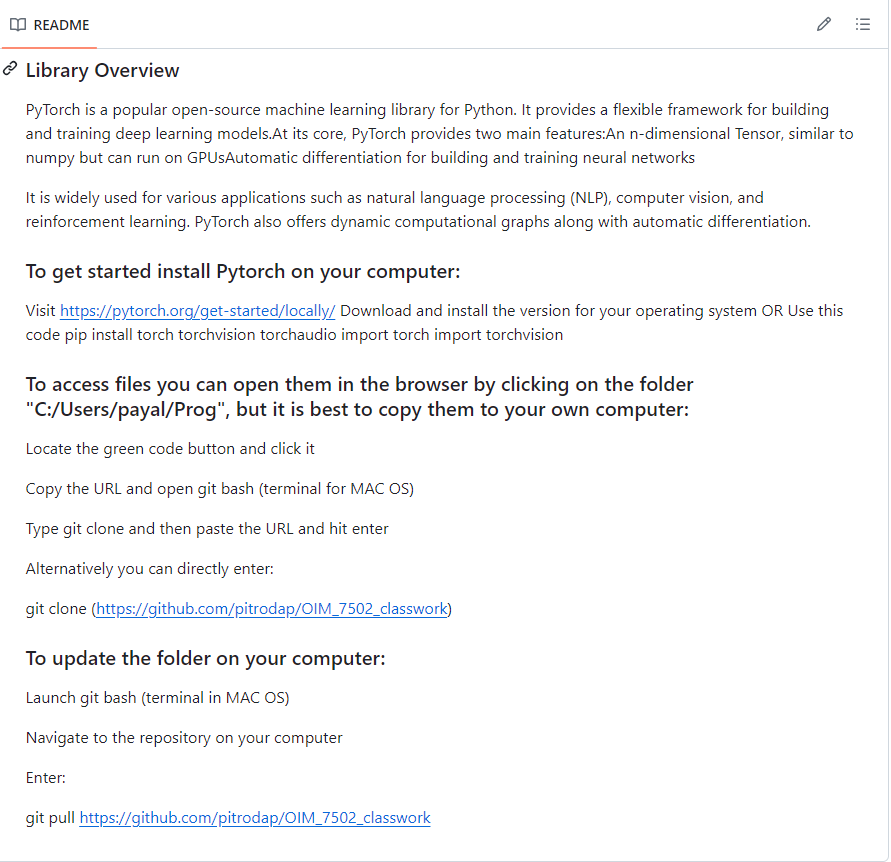 README
Library Overview
PyTorch is a popular open-source machine learning library for Python. It provides a flexible framework for building
and training deep learning models.At its core, PyTorch provides two main features:An n-dimensional Tensor, similar to
numpy but can run on GPUsAutomatic differentiation for building and training neural networks
It is widely used for various applications such as natural language processing (NLP), computer vision, and
reinforcement learning. PyTorch also offers dynamic computational graphs along with automatic differentiation.
To get started install Pytorch on your computer:
Visit https://pytorch.org/get-started/locally/ Download and install the version for your operating system OR Use this
code pip install torch torchvision torchaudio import torch import torchvision
To access files you can open them in the browser by clicking on the folder
"C:/Users/payal/Prog", but it is best to copy them to your own computer:
Locate the green code button and click it
Copy the URL and open git bash (terminal for MAC OS)
Type git clone and then paste the URL and hit enter
Alternatively you can directly enter:
git clone (https://github.com/pitrodap/OIM_7502_classwork)
To update the folder on your computer:
Launch git bash (terminal in MAC OS)
Navigate to the repository on your computer
Enter:
git pull https://github.com/pitrodap/OIM_7502_classwork